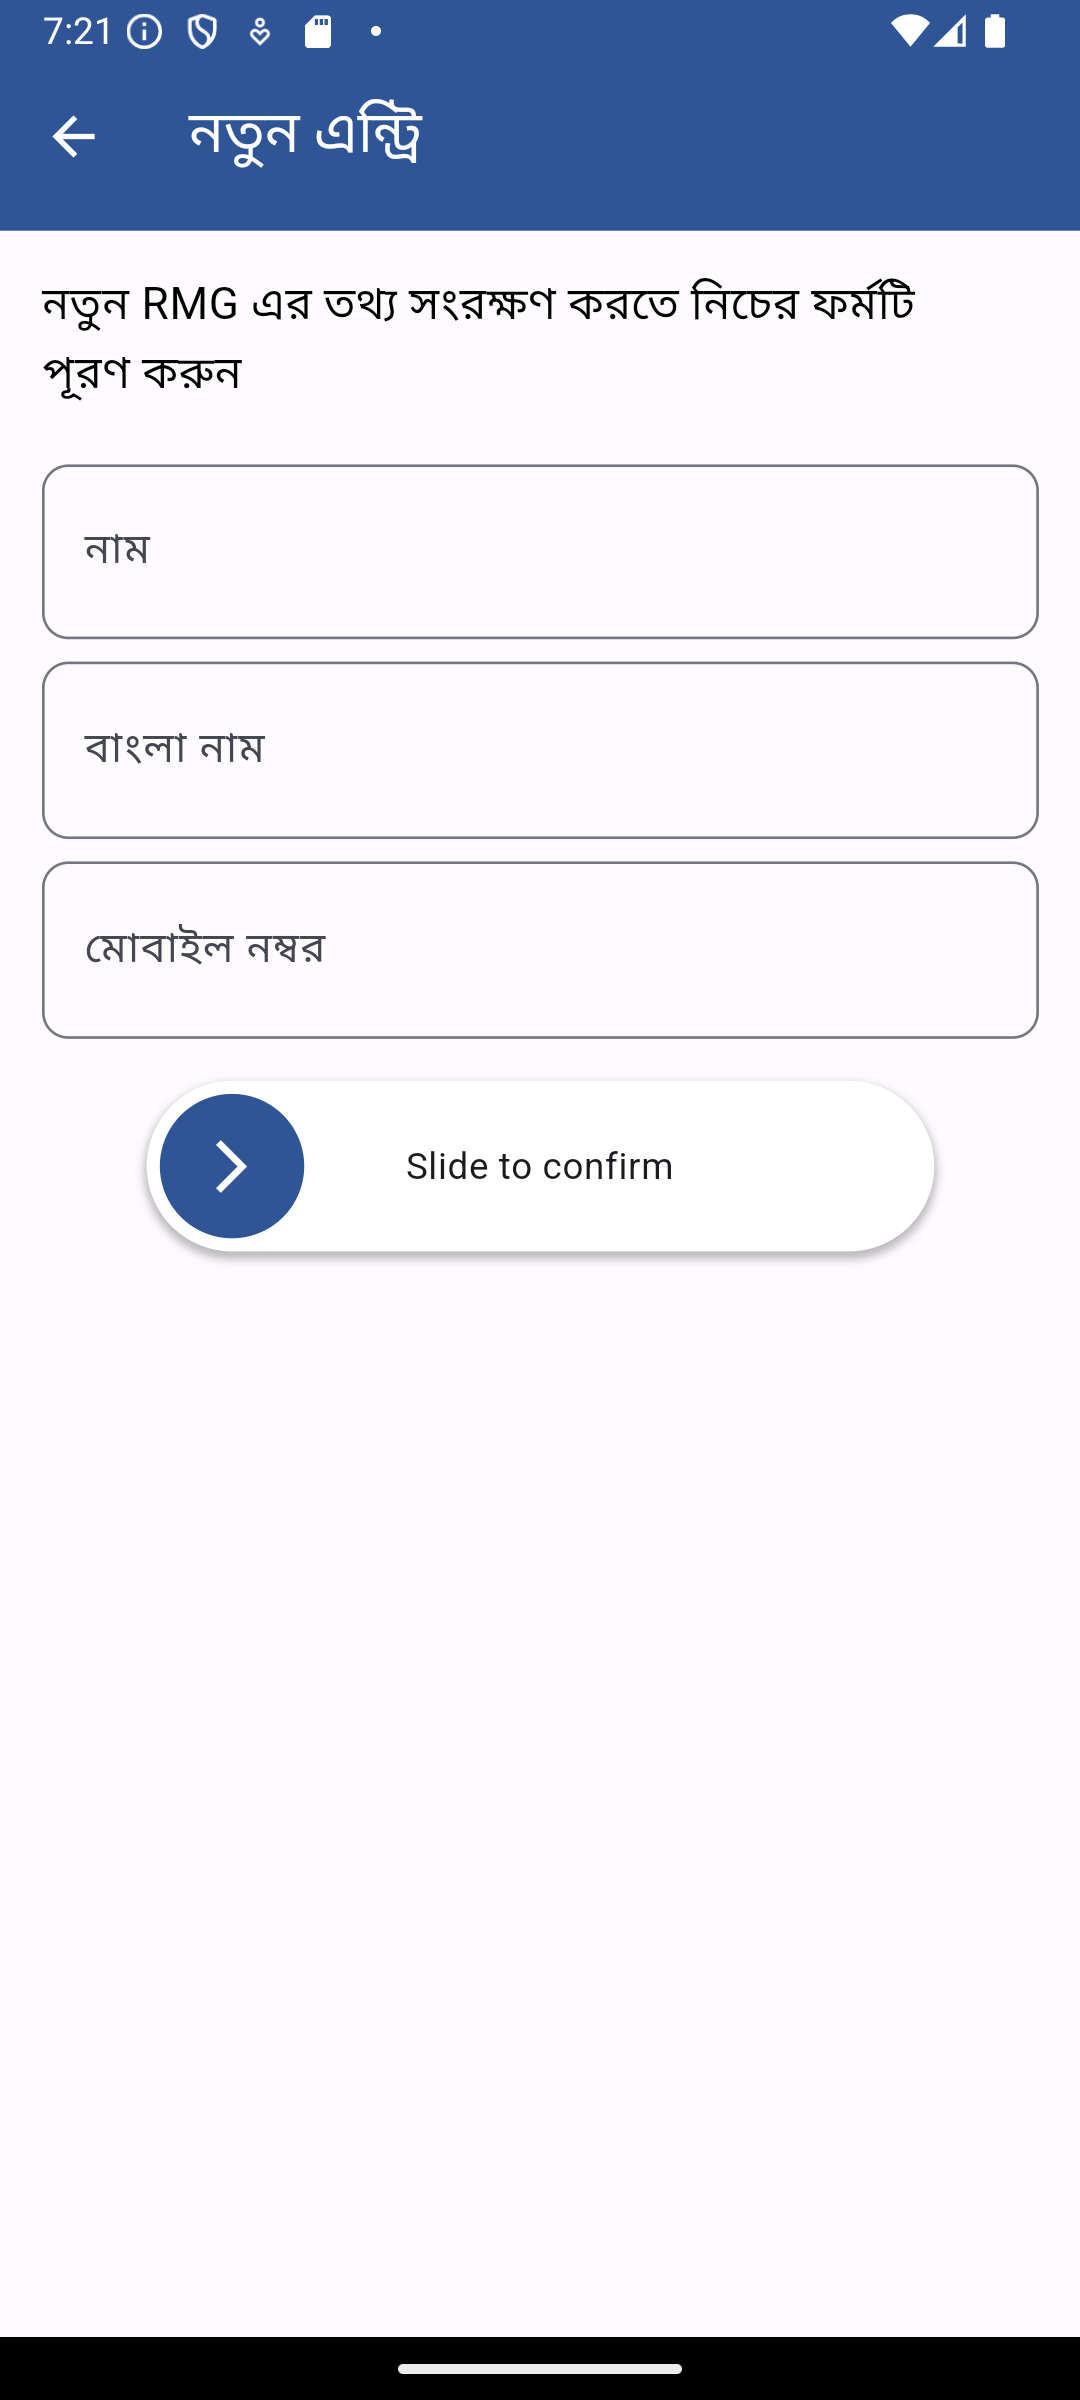 7:21
নতুন এন্ট্রি
নতুন RMG এর তথ্য সংরক্ষণ করতে নিচের ফর্মটি
পূরণ করুন
নাম
বাংলা নাম
মোবাইল নম্বর
Slide to confirm